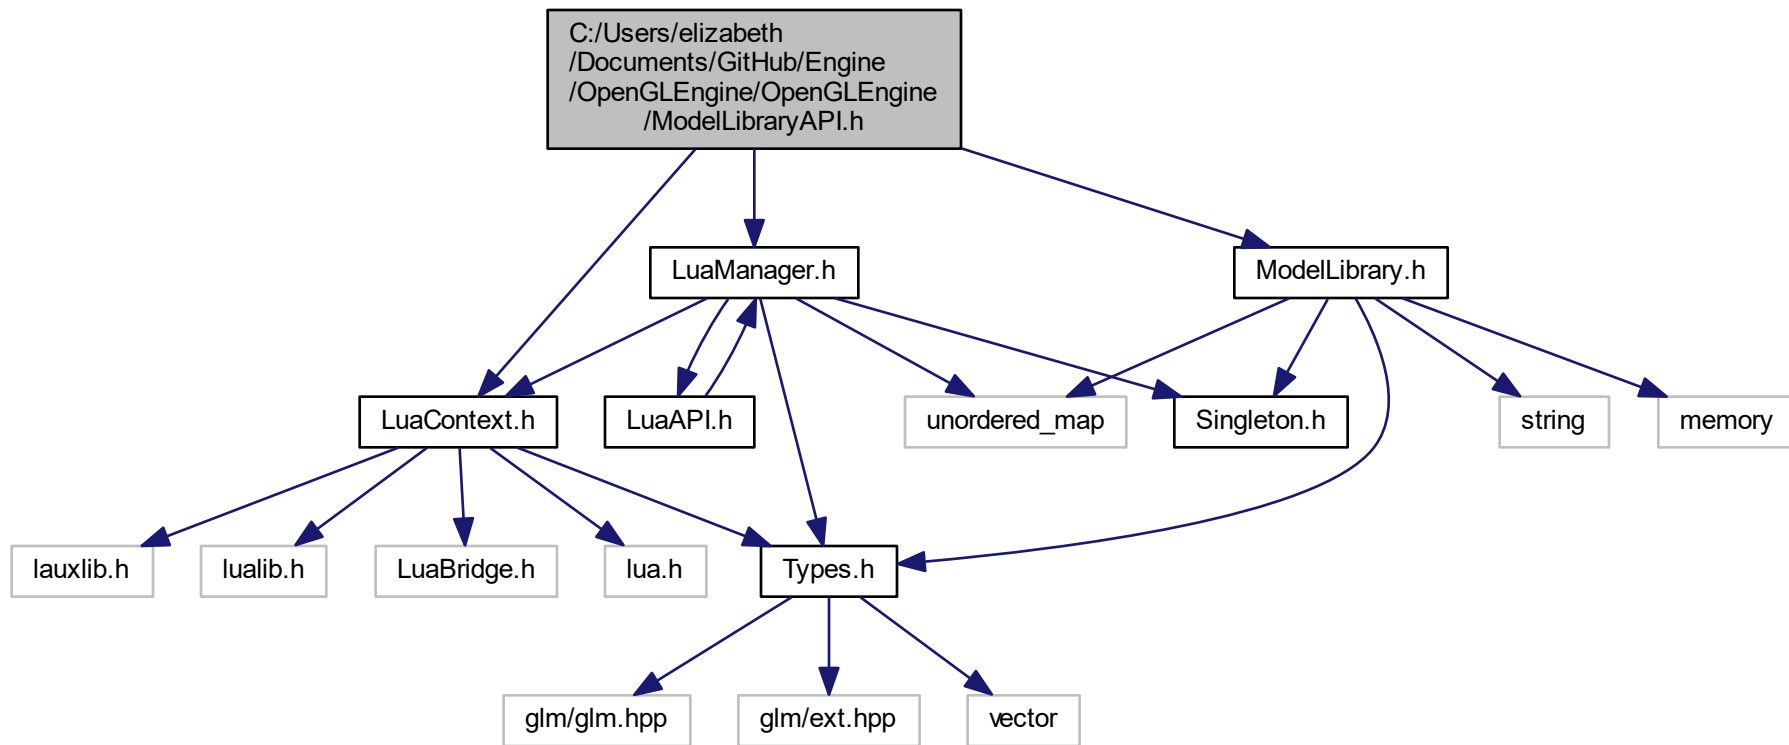 C:/Users/elizabeth
/Documents/GitHub/Engine
/OpenGLEngine/OpenGLEngine
/ModelLibraryAPI.h
LuaManager.h
ModelLibrary.h
LuaContext.h
LuaAPI.h
unordered_map
Singleton.h
string
memory
lauxlib.h
lualib.h
LuaBridge.h
lua.h
Types.h
glm/glm.hpp
glm/ext.hpp
vector